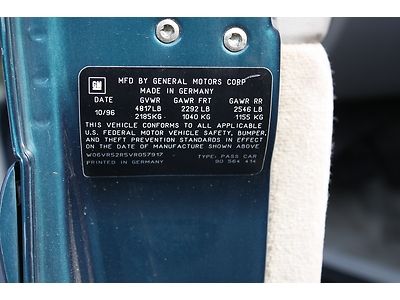 GM
MFD BY GENERAL MOTORS CORP
MADE IN GERMANY
DATE GVWR GAWR FRT GAWR RR
10/96 4817LB 2292 LB 2546 LB
2185KG 1040 KG 1155 KG
THIS VEHICLE CONFORMS TO ALL APPLICABLE
U.S. FEDERAL MOTOR VEHICLE SAFETY, BUMPER,
AND THEFT PREVENTION STANDARDS IN EFFECT
ON THE DATE OF MANUFACTURE SHOWN ABOVE
W06VR52R5VR057917 TYPE: PASS CAR
PRINTED IN GERMANY 90 564 414